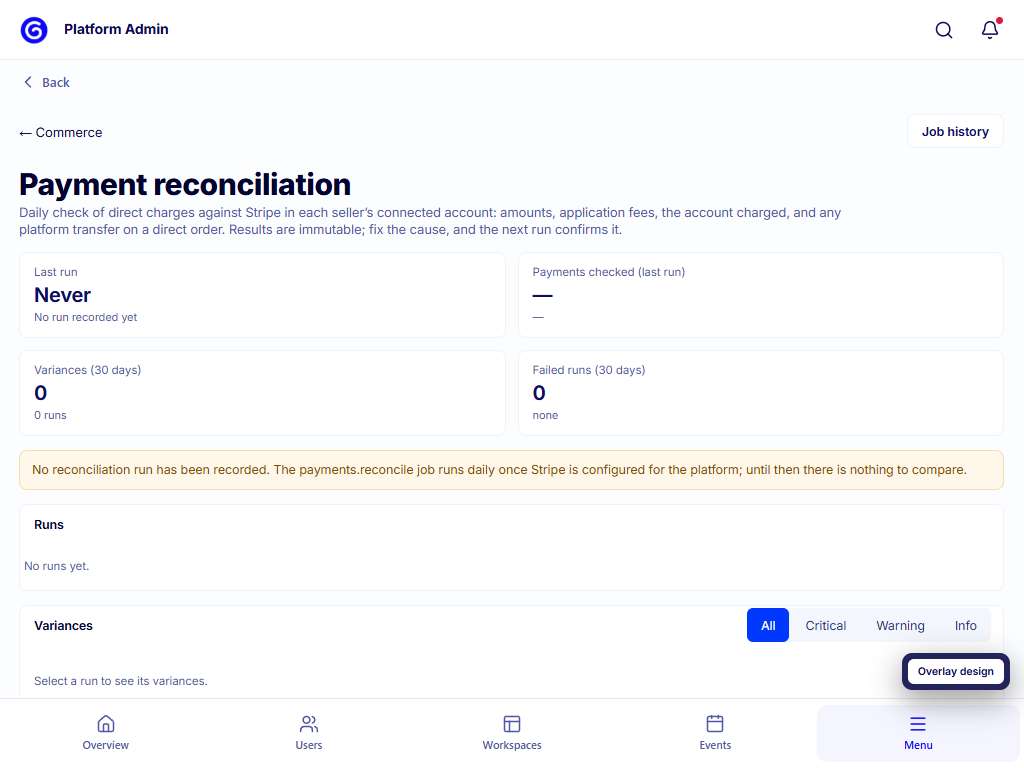 Platform Admin
Back
← Commerce
Job history
Payment reconciliation
Daily check of direct charges against Stripe in each seller’s connected account: amounts, application fees, the account charged, and any
platform transfer on a direct order. Results are immutable; fix the cause, and the next run confirms it.
Last run
Never
No run recorded yet
Payments checked (last run)
—
—
Variances (30 days)
0
0 runs
Failed runs (30 days)
0
none
No reconciliation run has been recorded. The payments.reconcile job runs daily once Stripe is configured for the platform; until then there is nothing to compare.
Runs
No runs yet.
Variances
All
Critical
Warning
Info
Select a run to see its variances.
Overlay design
Overview
Users
Workspaces
Events
Menu